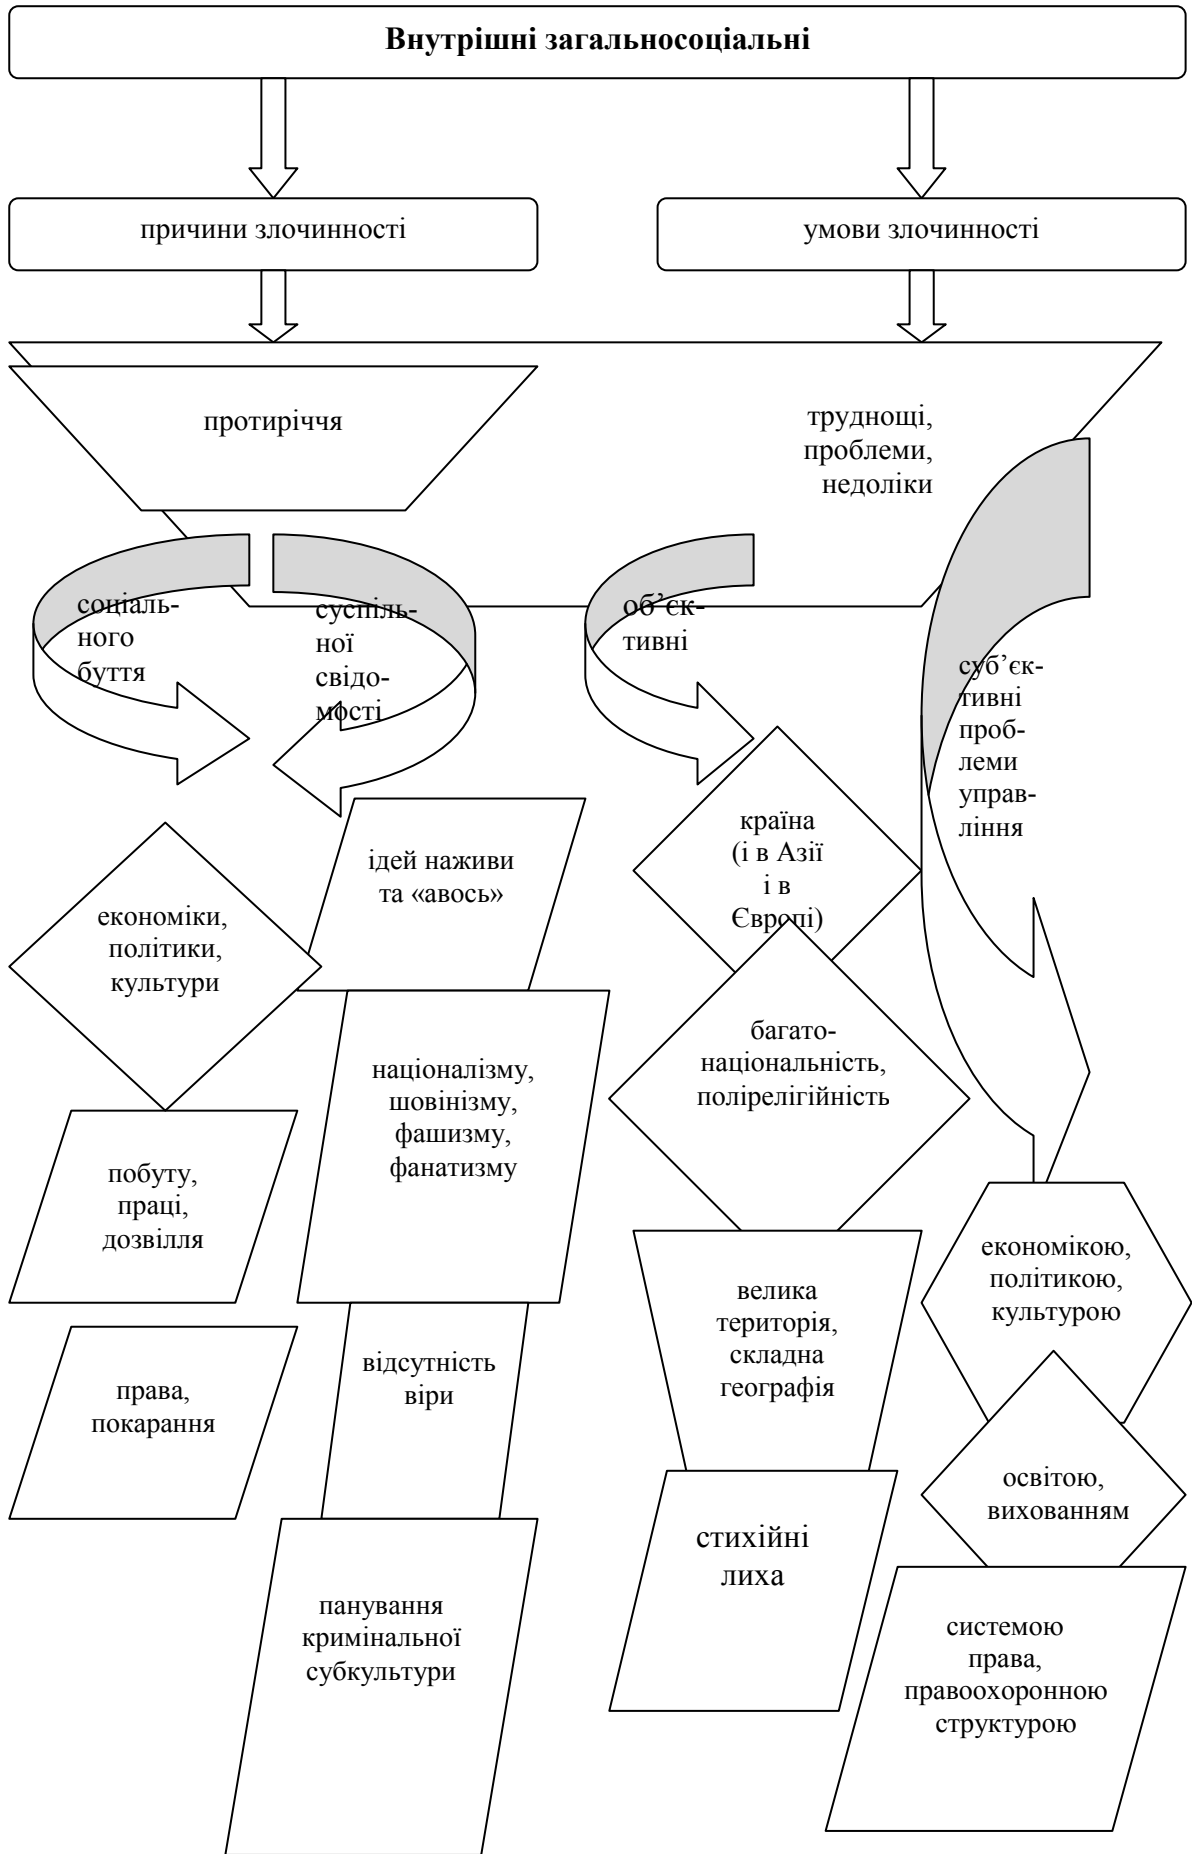 Внутрішні загальносоціальні
причини злочинності
умови злочинності
протиріччя
труднощі,
проблеми,
недоліки
соціаль-
ного
буття
суспіль-
ної
свідо-
мості
об’єк-
тивні
суб’єк-
тивні
проб-
леми
управ-
ління
економіки,
політики,
культури
побуту,
праці,
дозвілля
права,
покарання
ідей наживи
та «авось»
націоналізму,
шовінізму,
фашизму,
фанатизму
відсутність
віри
панування
кримінальної
субкультури
країна
(і в Азії
і в
Європі)
багато-
національність,
полірелігійність
велика
територія,
складна
географія
стихійні
лиха
економікою,
політикою,
культурою
освітою,
вихованням
системою
права,
правоохоронною
структурою